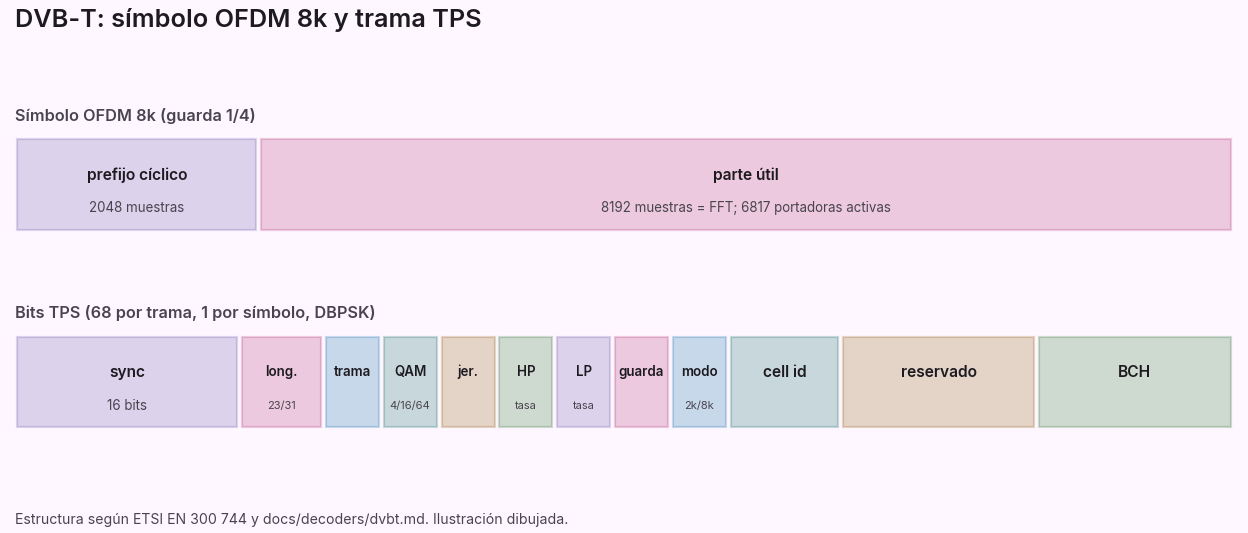 DVB-T: símbolo OFDM 8k y trama TPS
Símbolo OFDM 8k (guarda 1/4)
prefijo cíclico
2048 muestras
parte útil
8192 muestras = FFT; 6817 portadoras activas
Bits TPS (68 por trama, 1 por símbolo, DBPSK)
sync
16 bits
long.
23/31
trama
QAM
4/16/64
jer.
HP
tasa
LP
tasa
guarda
modo
2k/8k
cell id
reservado
BCH
Estructura según ETSI EN 300 744 y docs/decoders/dvbt.md. Ilustración dibujada.